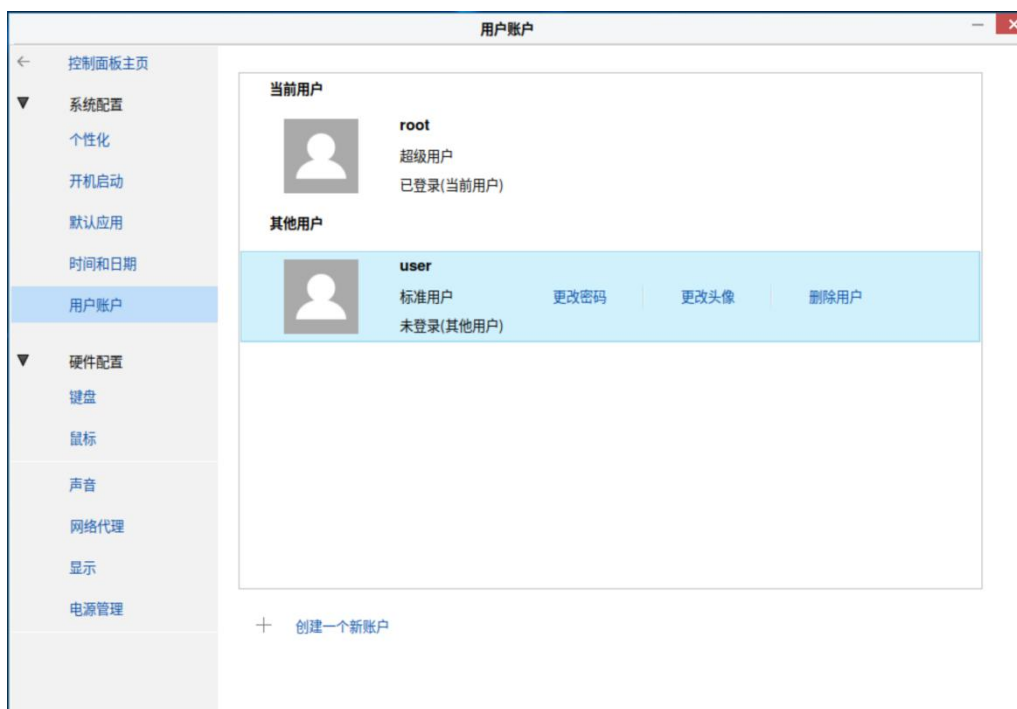 用户账户
控制面板主页
系统配置
个性化
开机启动
默认应用
时间和日期
用户账户
硬件配置
键盘
鼠标
声音
网络代理
显示
电源管理
当前用户
root
超级用户
已登录(当前用户)
其他用户
user
标准用户 更改密码 更改头像 删除用户
未登录(其他用户)
创建一个新账户